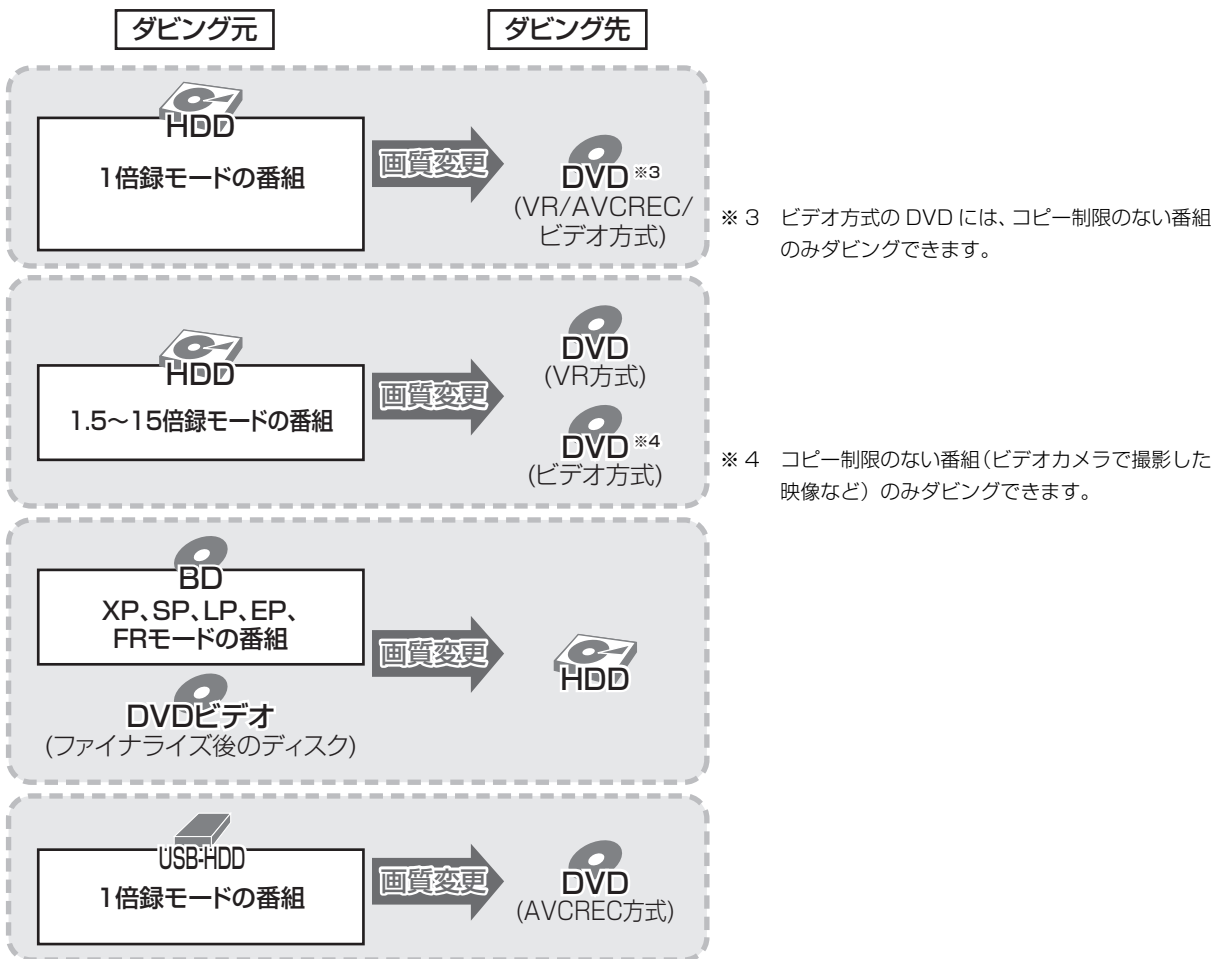 ダビング元
ダビング先
HDD
1倍録モードの番組
画質変更
DVD ※3
(VR/AVCREC/
ビデオ方式)
※3 ビデオ方式の DVD には、コピー制限のない番組
のみダビングできます。
HDD
1.5～15倍録モードの番組
画質変更
DVD
(VR方式)
DVD ※4
(ビデオ方式)
※4 コピー制限のない番組(ビデオカメラで撮影した
映像など)のみダビングできます。
BD
XP、SP、LP、EP、
FRモードの番組
DVDビデオ
(ファイナライズ後のディスク)
画質変更
HDD
USB-HDD
1倍録モードの番組
画質変更
DVD
(AVCREC方式)